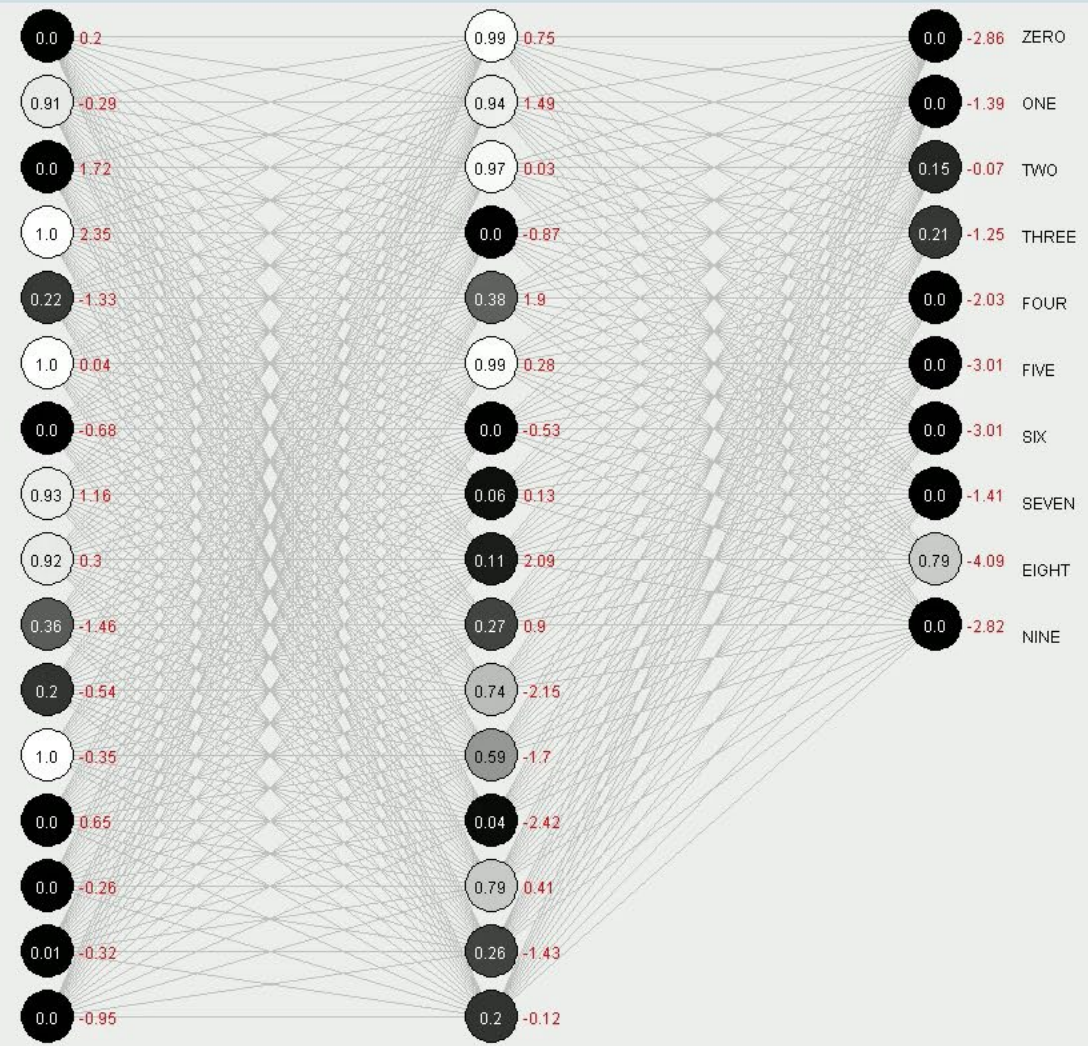 0.0 0.2 0.99 0.75 0.0 -2.86 ZERO
0.91 -0.29 0.94 1.49 0.0 -1.39 ONE
0.0 1.72 0.97 0.03 0.15 -0.07 TWO
1.0 2.35 0.0 -0.87 0.21 -1.25 THREE
0.22 -1.33 0.38 1.9 0.0 -2.03 FOUR
1.0 0.04 0.99 0.28 0.0 -3.01 FIVE
0.0 -0.68 0.0 -0.53 0.0 -3.01 SIX
0.93 1.16 0.06 0.13 0.0 -1.41 SEVEN
0.92 0.3 0.11 2.09 0.79 -4.09 EIGHT
0.36 -1.46 0.27 0.9 0.0 -2.82 NINE
0.2 -0.54 0.74 -2.15
1.0 -0.35 0.59 -1.7
0.0 0.65 0.04 -2.42
0.0 -0.26 0.79 0.41
0.01 -0.32 0.26 -1.43
0.0 -0.95 0.2 -0.12